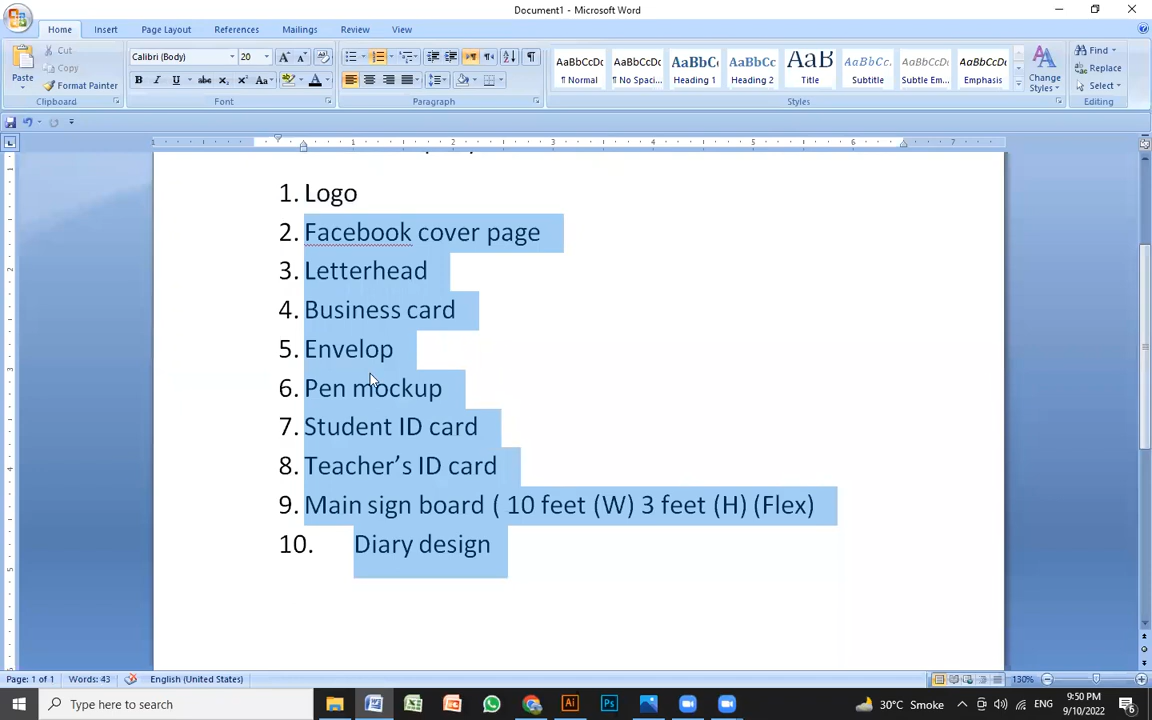 Document1 - Microsoft Word
Home Insert Page Layout References Mailings Review View
Paste
Cut
Copy
Format Painter
Clipboard
Calibri (Body) 20
Font
Paragraph
AaBbCcDc AaBbCcDc AaBbCc AaBbCc AaB AaBbCc. AaBbCcDc AaBbCcDc
¶ Normal ¶ No Spaci... Heading 1 Heading 2 Title Subtitle Subtle Em... Emphasis
Change Styles
Styles
Find
Replace
Select
Editing
1. Logo
2. Facebook cover page
3. Letterhead
4. Business card
5. Envelop
6. Pen mockup
7. Student ID card
8. Teacher’s ID card
9. Main sign board ( 10 feet (W) 3 feet (H) (Flex)
10. Diary design
Page: 1 of 1 Words: 43 English (United States) 130%
Type here to search
30°C Smoke ENG
9:50 PM
9/10/2022
6